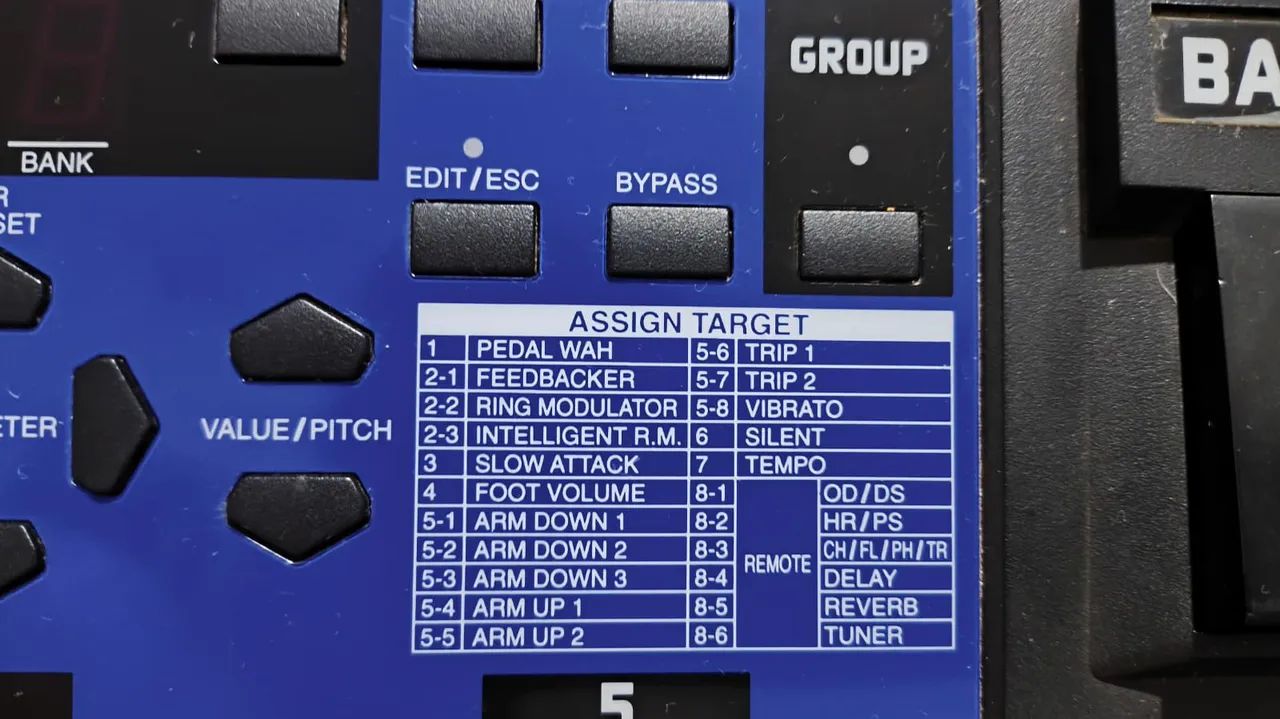 GROUP
BA
BANK
R
SET
EDIT/ESC
BYPASS
ETER
VALUE/PITCH
ASSIGN TARGET
1 PEDAL WAH 5-6 TRIP 1
2-1 FEEDBACKER 5-7 TRIP 2
2-2 RING MODULATOR 5-8 VIBRATO
2-3 INTELLIGENT R.M. 6 SILENT
3 SLOW ATTACK 7 TEMPO
4 FOOT VOLUME 8-1 OD/DS
5-1 ARM DOWN 1 8-2 HR/PS
5-2 ARM DOWN 2 8-3 CH/FL/PH/TR
REMOTE
5-3 ARM DOWN 3 8-4 DELAY
5-4 ARM UP 1 8-5 REVERB
5-5 ARM UP 2 8-6 TUNER
5